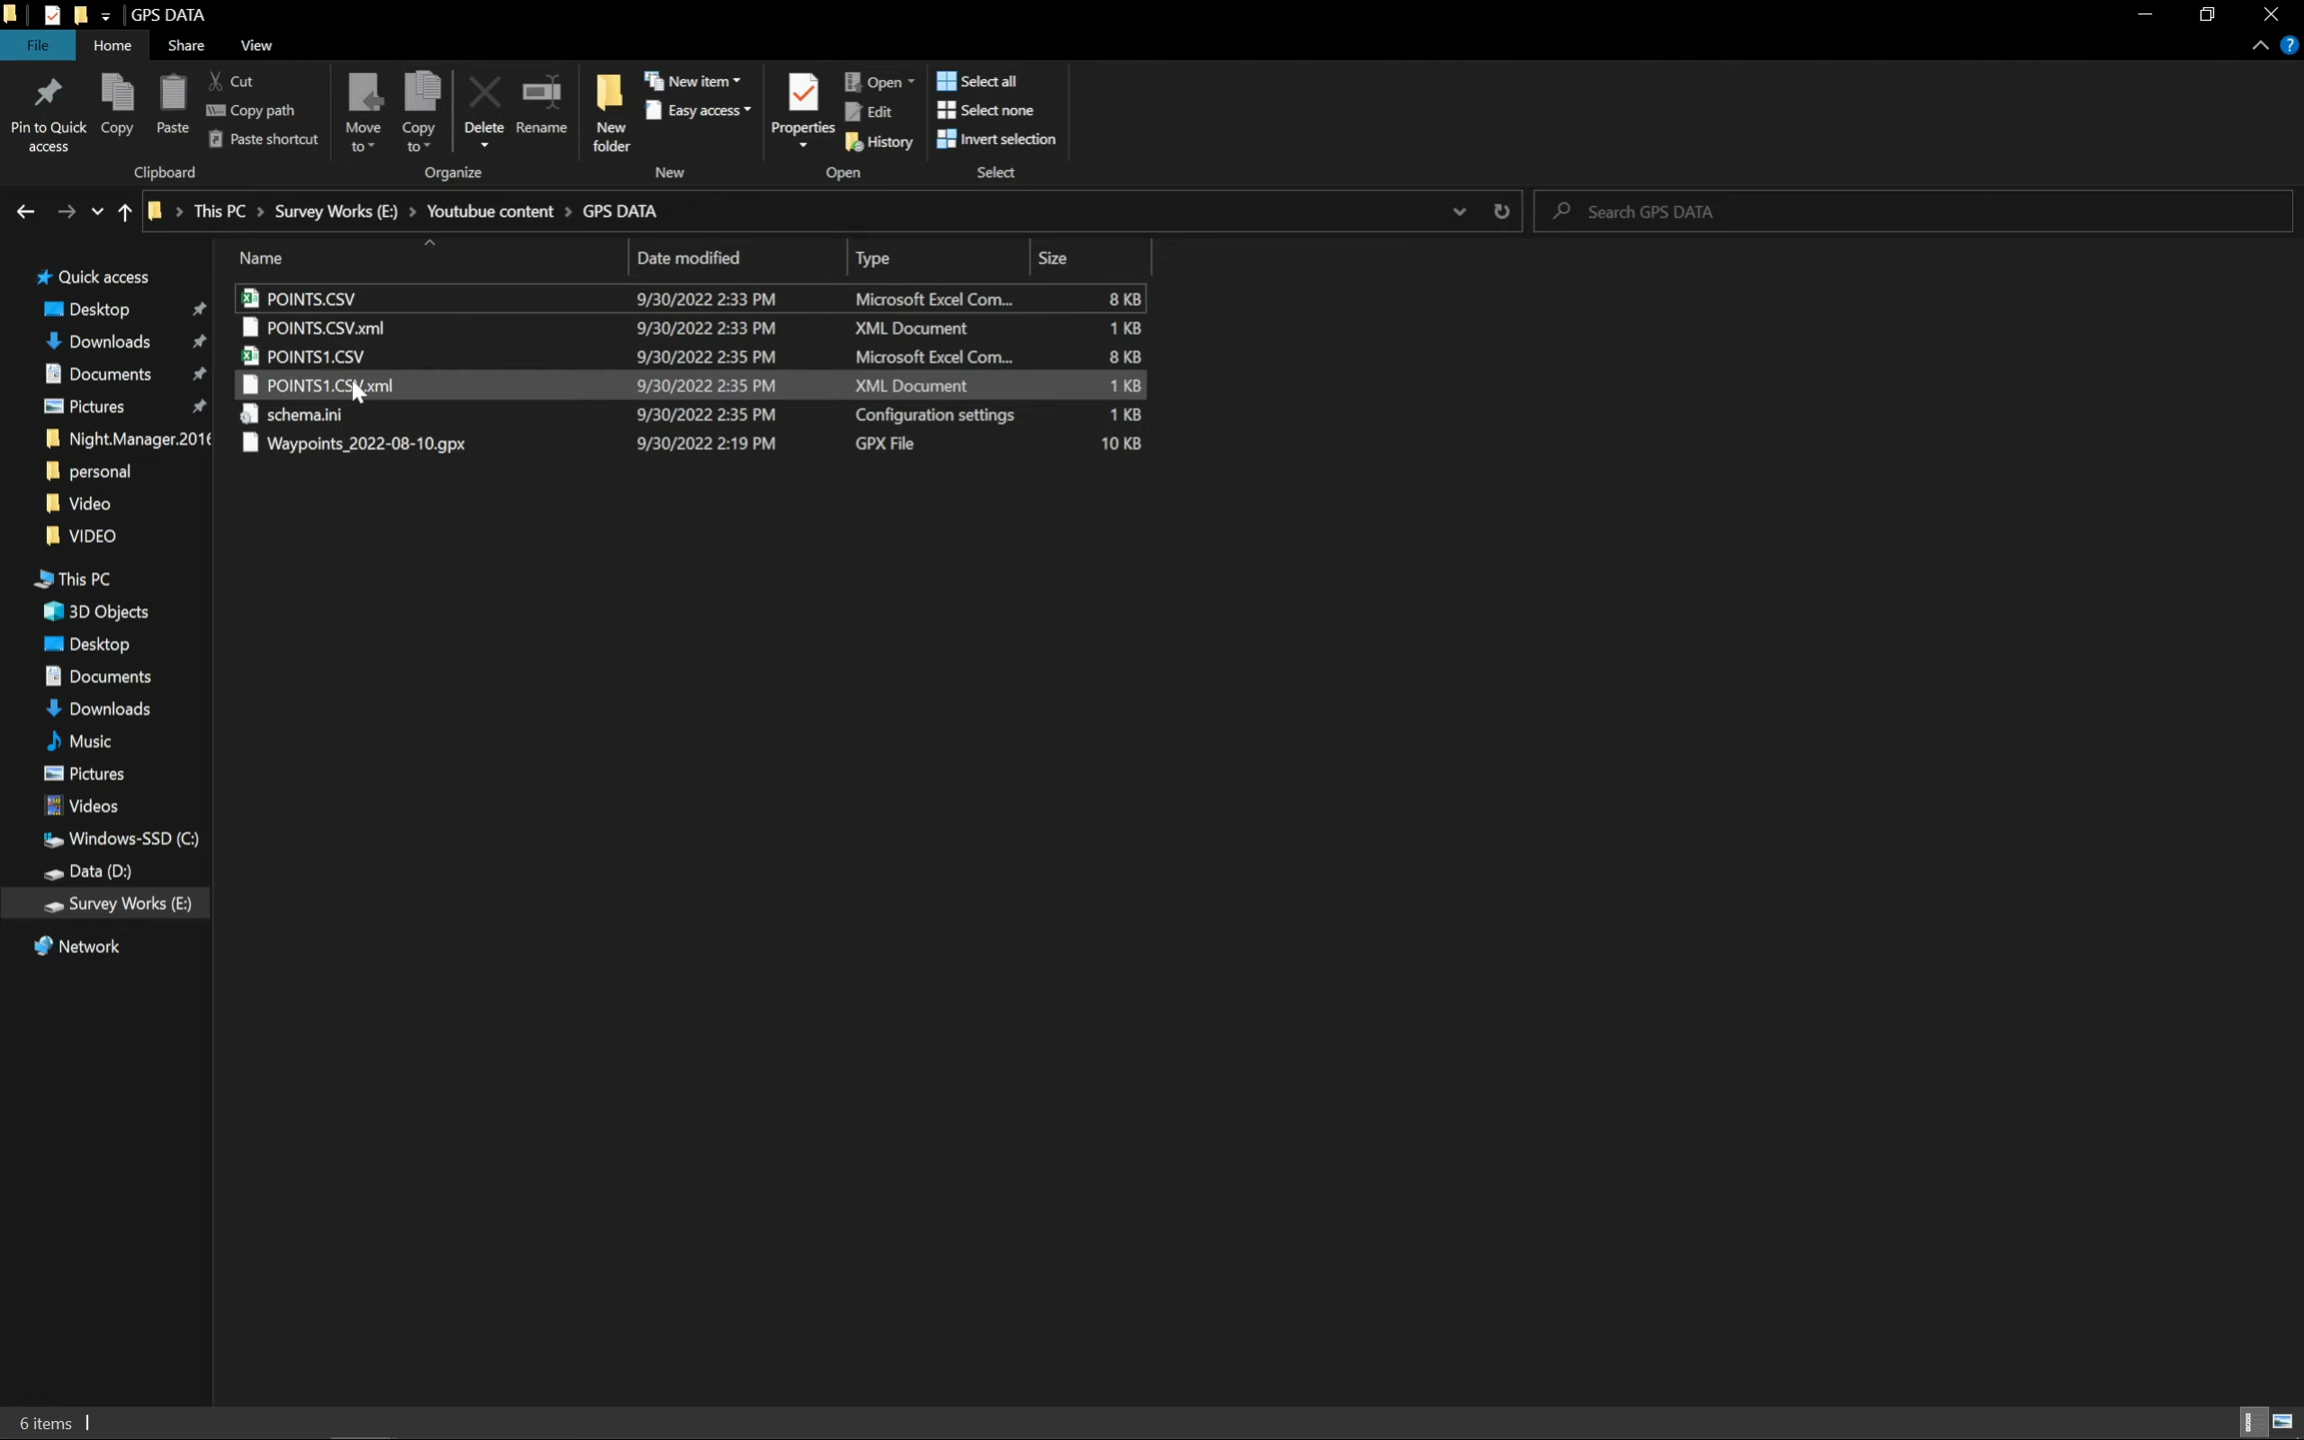 GPS DATA
File Home Share View
Pin to Quick access
Copy
Paste
Cut
Copy path
Paste shortcut
Clipboard
Move to
Copy to
Delete
Rename
Organize
New folder
New item
Easy access
New
Properties
Open
Edit
History
Open
Select all
Select none
Invert selection
Select
This PC > Survey Works (E:) > Youtubue content > GPS DATA
Search GPS DATA
Quick access
Desktop
Downloads
Documents
Pictures
Night.Manager.2016
personal
Video
VIDEO
This PC
3D Objects
Desktop
Documents
Downloads
Music
Pictures
Videos
Windows-SSD (C:)
Data (D:)
Survey Works (E:)
Network
Name Date modified Type Size
POINTS.CSV 9/30/2022 2:33 PM Microsoft Excel Com... 8 KB
POINTS.CSV.xml 9/30/2022 2:33 PM XML Document 1 KB
POINTS1.CSV 9/30/2022 2:35 PM Microsoft Excel Com... 8 KB
POINTS1.CSV.xml 9/30/2022 2:35 PM XML Document 1 KB
schema.ini 9/30/2022 2:35 PM Configuration settings 1 KB
Waypoints_2022-08-10.gpx 9/30/2022 2:19 PM GPX File 10 KB
6 items